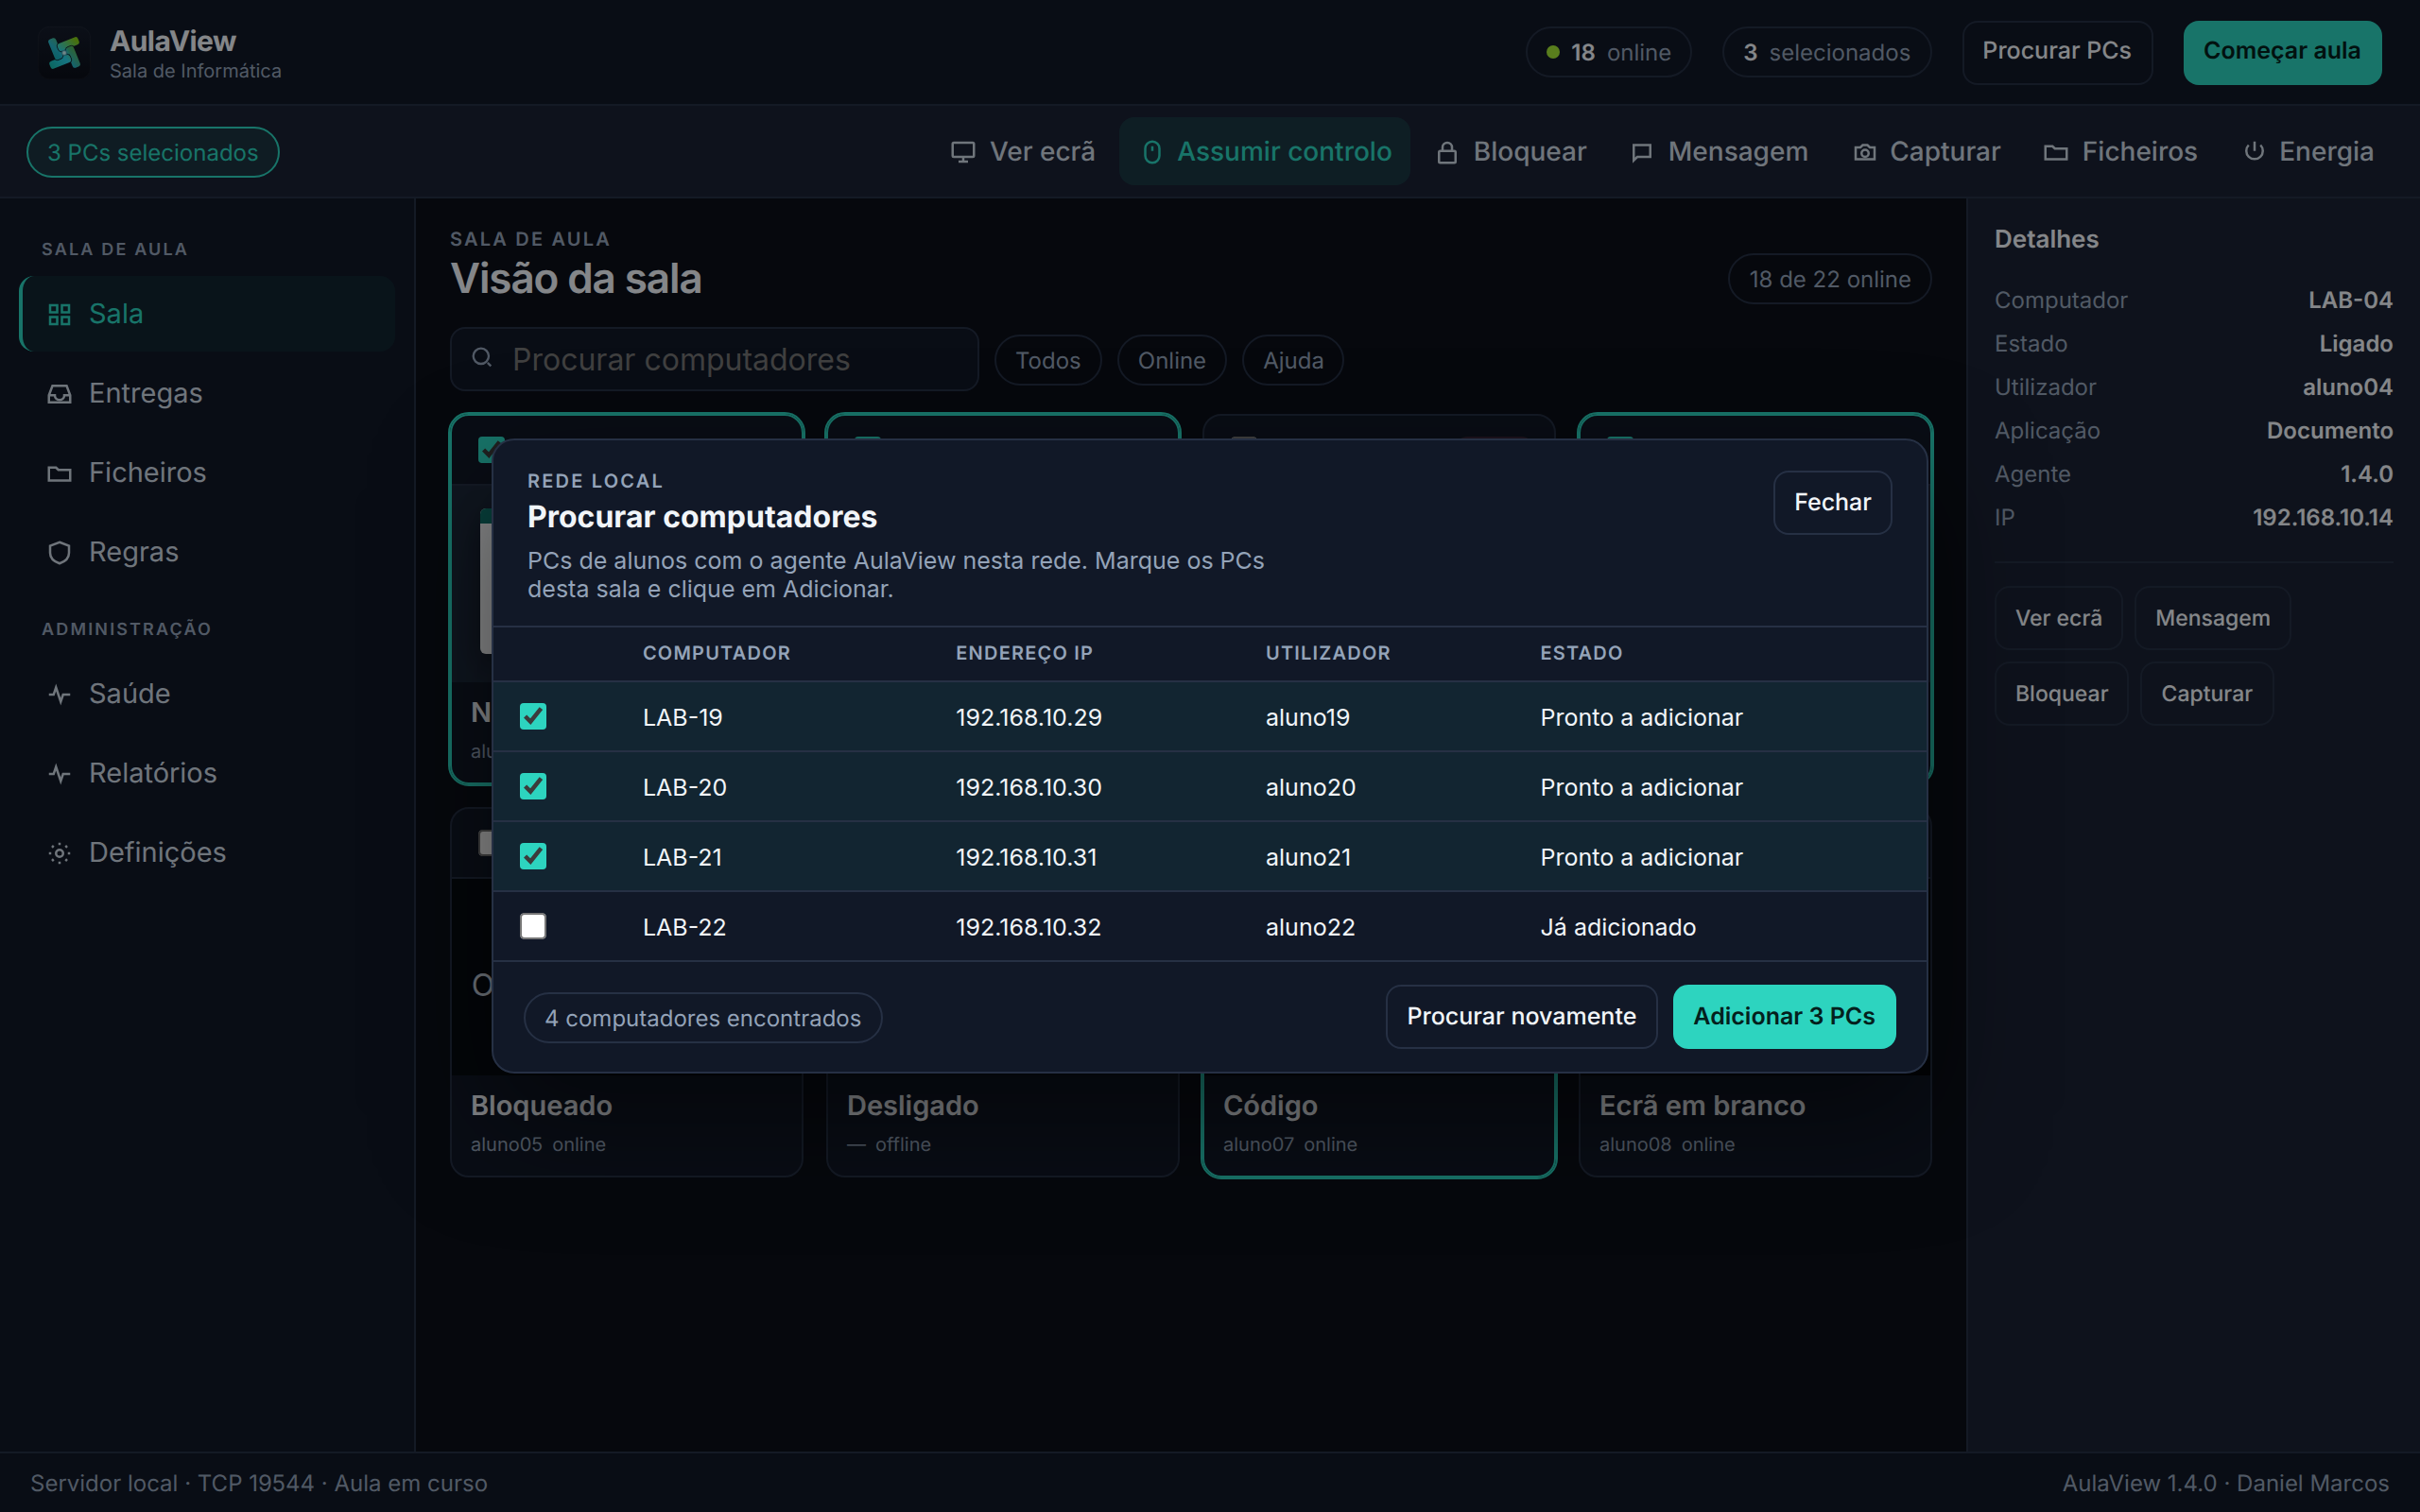 AulaView
Sala de Informática
18 online
3 selecionados
Procurar PCs
Começar aula
3 PCs selecionados
Ver ecrã
Assumir controlo
Bloquear
Mensagem
Capturar
Ficheiros
Energia
SALA DE AULA
Sala
Entregas
Ficheiros
Regras
ADMINISTRAÇÃO
Saúde
Relatórios
Definições
SALA DE AULA
Visão da sala
18 de 22 online
Procurar computadores
Todos
Online
Ajuda
REDE LOCAL
Procurar computadores
PCs de alunos com o agente AulaView nesta rede. Marque os PCs
desta sala e clique em Adicionar.
Fechar
COMPUTADOR ENDEREÇO IP UTILIZADOR ESTADO
LAB-19 192.168.10.29 aluno19 Pronto a adicionar
LAB-20 192.168.10.30 aluno20 Pronto a adicionar
LAB-21 192.168.10.31 aluno21 Pronto a adicionar
LAB-22 192.168.10.32 aluno22 Já adicionado
4 computadores encontrados
Procurar novamente
Adicionar 3 PCs
Bloqueado
aluno05 online
Desligado
— offline
Código
aluno07 online
Ecrã em branco
aluno08 online
Detalhes
Computador LAB-04
Estado Ligado
Utilizador aluno04
Aplicação Documento
Agente 1.4.0
IP 192.168.10.14
Ver ecrã
Mensagem
Bloquear
Capturar
Servidor local · TCP 19544 · Aula em curso
AulaView 1.4.0 · Daniel Marcos